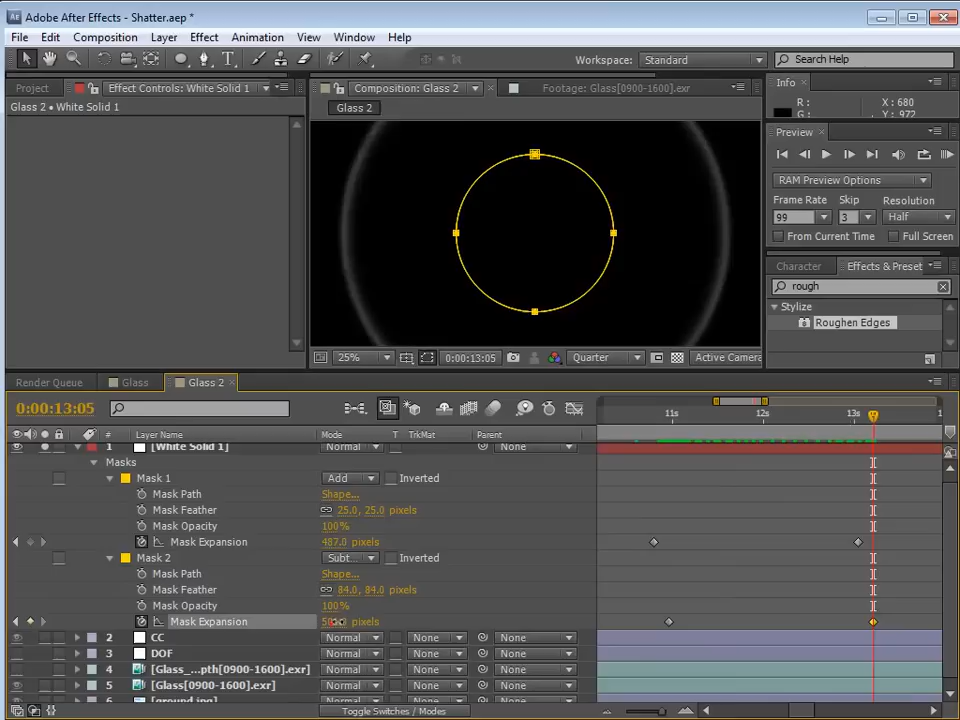 Adobe After Effects - Shatter.aep *
File Edit Composition Layer Effect Animation View Window Help
Workspace: Standard Search Help
Project Effect Controls: White Solid 1 Composition: Glass 2 Footage: Glass[0900-1600].exr Info
Glass 2 • White Solid 1 Glass 2
R : X : 680
G : Y : 972
Preview
RAM Preview Options
Frame Rate Skip Resolution
99 3 Half
From Current Time Full Screen
Character Effects & Preset
rough
Stylize
Roughen Edges
25% 0:00:13:05 Quarter Active Camera
Render Queue Glass Glass 2
0:00:13:05 11s 12s 13s 1
# Layer Name Mode T TrkMat Parent
1 [White Solid 1] Normal None
Masks
Mask 1 Add Inverted
Mask Path Shape...
Mask Feather 25.0, 25.0 pixels
Mask Opacity 100%
Mask Expansion 487.0 pixels
Mask 2 Subt... Inverted
Mask Path Shape...
Mask Feather 84.0, 84.0 pixels
Mask Opacity 100%
Mask Expansion pixels
2 CC Normal None None
3 DOF Normal None None
4 [Glass_...pth[0900-1600].exr] Normal None None
5 [Glass[0900-1600].exr] Normal None None
6 [ground.jpg] Normal None None
Toggle Switches / Modes